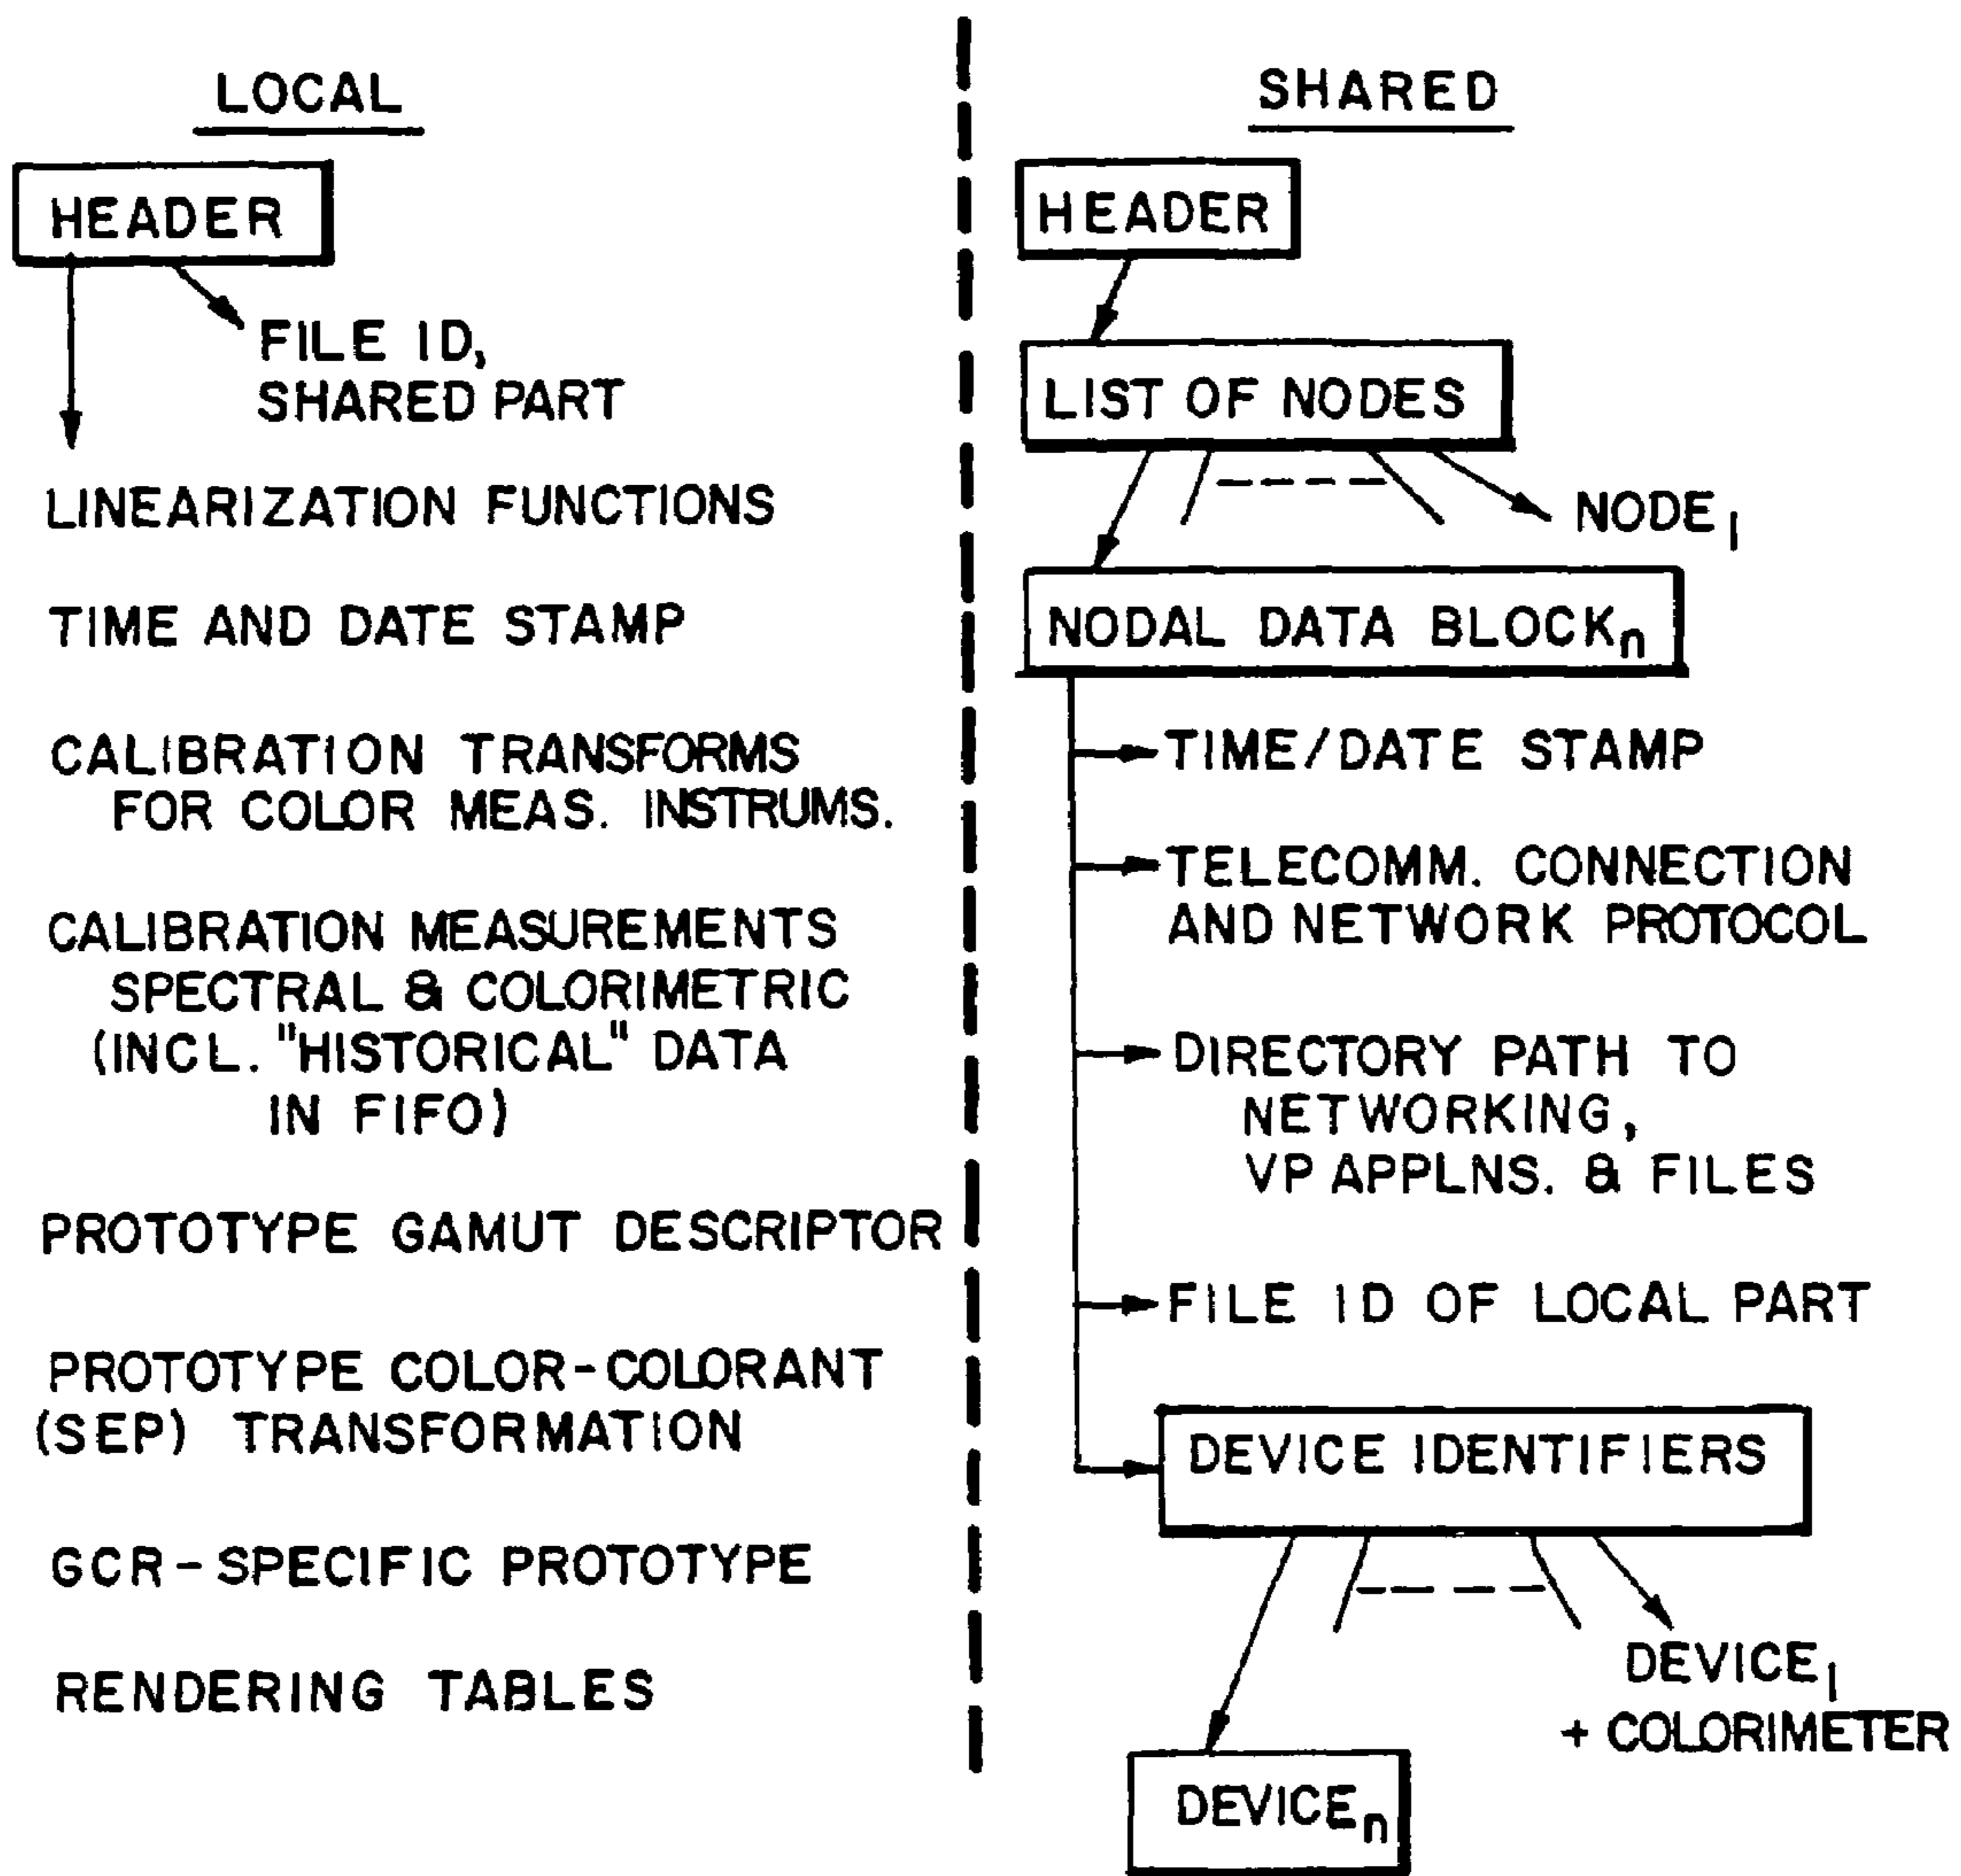 LOCAL
HEADER
FILE ID,
SHARED PART
LINEARIZATION FUNCTIONS
TIME AND DATE STAMP
CALIBRATION TRANSFORMS
FOR COLOR MEAS. INSTRUMS.
CALIBRATION MEASUREMENTS
SPECTRAL & COLORIMETRIC
(INCL. "HISTORICAL" DATA
IN FIFO)
PROTOTYPE GAMUT DESCRIPTOR
PROTOTYPE COLOR-COLORANT
(SEP) TRANSFORMATION
GCR-SPECIFIC PROTOTYPE
RENDERING TABLES
SHARED
HEADER
LIST OF NODES
NODE1
NODAL DATA BLOCKn
TIME/DATE STAMP
TELECOMM. CONNECTION
AND NETWORK PROTOCOL
DIRECTORY PATH TO
NETWORKING,
VP APPLNS. & FILES
FILE ID OF LOCAL PART
DEVICE IDENTIFIERS
DEVICE1
+ COLORIMETER
DEVICEn